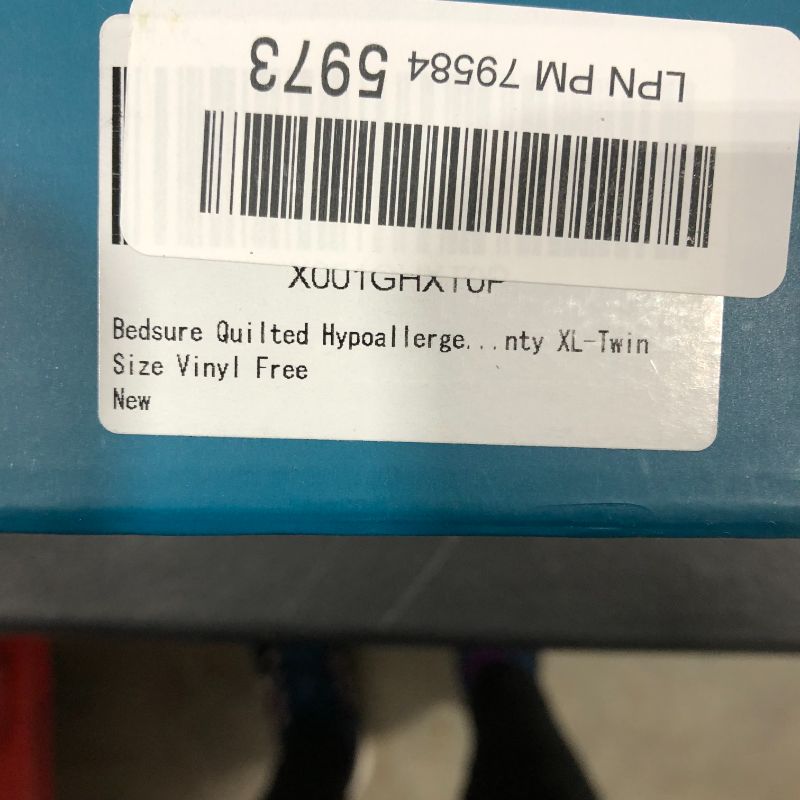 LPN PM 79584 5973
Bedsure Quilted Hypoallerge...nty XL-Twin
Size Vinyl Free
New